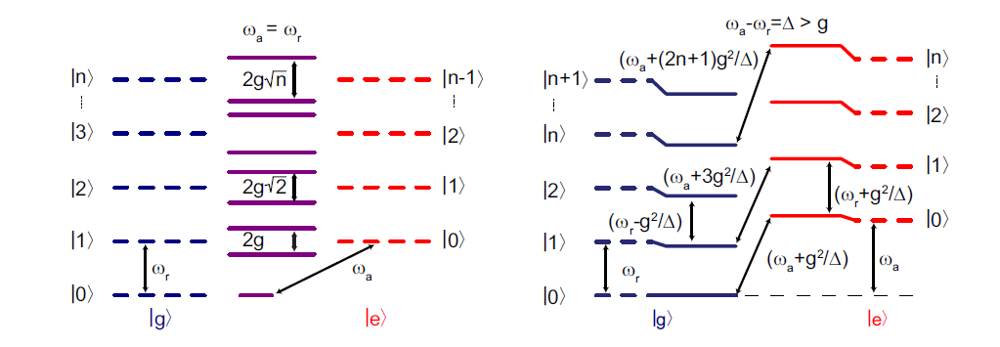 ωₐ = ωᵣ
|n⟩
⋮
|3⟩
|2⟩
|1⟩
|0⟩
2g√n
2g√2
2g
ωᵣ
ωₐ
|n-1⟩
⋮
|2⟩
|1⟩
|0⟩
|g⟩
|e⟩
ωₐ-ωᵣ=Δ > g
|n+1⟩
⋮
|n⟩
|2⟩
|1⟩
|0⟩
(ωₐ+(2n+1)g²/Δ)
(ωₐ+3g²/Δ)
(ωᵣ-g²/Δ)
(ωᵣ+g²/Δ)
(ωₐ+g²/Δ)
ωᵣ
ωₐ
|n⟩
⋮
|2⟩
|1⟩
|0⟩
|g⟩
|e⟩